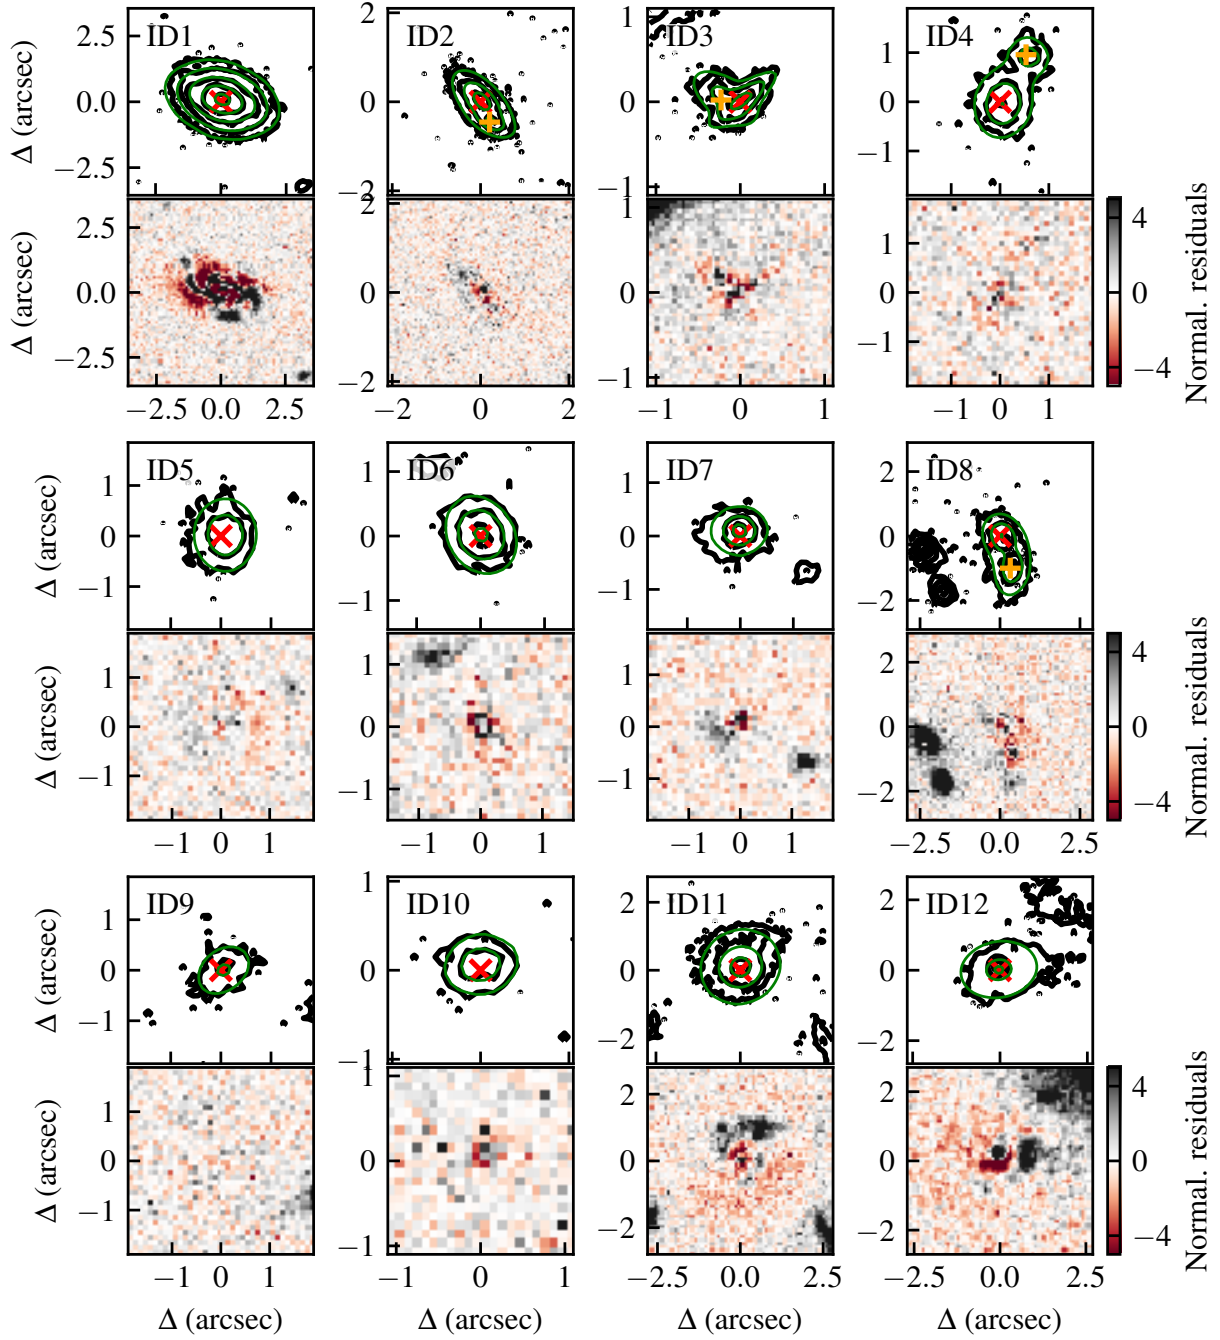 ID1 ID2 ID3 ID4
Δ (arcsec) 2.5 0.0 −2.5 2 0 −2 1 0 −1 1 0 −1
Δ (arcsec) 2.5 0.0 −2.5 2 0 −2 1 0 −1 1 0 −1 4 0 −4 Normal. residuals
−2.5 0.0 2.5 −2 0 2 −1 0 1 −1 0 1
ID5 ID6 ID7 ID8
Δ (arcsec) 1 0 −1 1 0 −1 1 0 −1 2 0 −2
Δ (arcsec) 1 0 −1 1 0 −1 1 0 −1 2 0 −2 4 0 −4 Normal. residuals
−1 0 1 −1 0 1 −1 0 1 −2.5 0.0 2.5
ID9 ID10 ID11 ID12
Δ (arcsec) 1 0 −1 1 0 −1 2 0 −2 2 0 −2
Δ (arcsec) 1 0 −1 1 0 −1 2 0 −2 2 0 −2 4 0 −4 Normal. residuals
−1 0 1 −1 0 1 −2.5 0.0 2.5 −2.5 0.0 2.5
Δ (arcsec) Δ (arcsec) Δ (arcsec) Δ (arcsec)